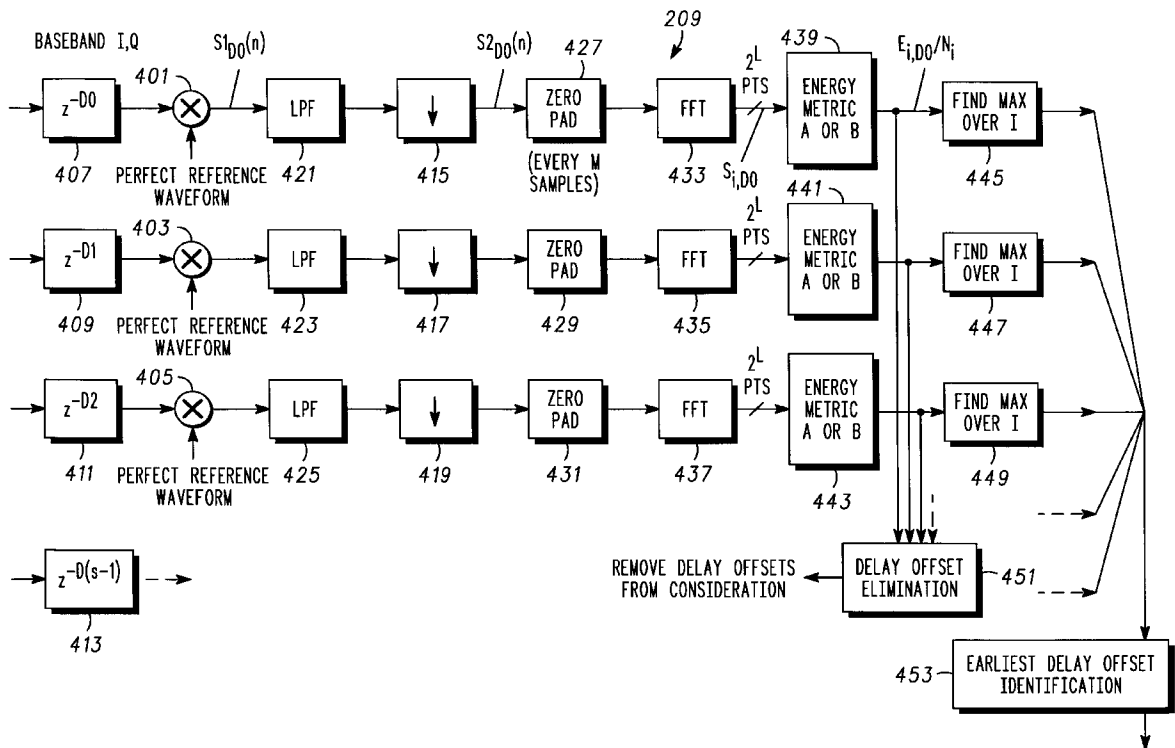 209
BASEBAND I,Q
S1D0(n)
S2D0(n)
427
439
Ei,D0/Ni
401
2L
PTS
z-D0
LPF
↓
ZERO
PAD
FFT
ENERGY
METRIC
A OR B
FIND MAX
OVER I
407
PERFECT REFERENCE
WAVEFORM
421
415
(EVERY M
SAMPLES)
433
Si,D0
445
403
2L
PTS
441
z-D1
LPF
↓
ZERO
PAD
FFT
ENERGY
METRIC
A OR B
FIND MAX
OVER I
409
PERFECT REFERENCE
WAVEFORM
423
417
429
435
447
405
2L
PTS
z-D2
LPF
↓
ZERO
PAD
FFT
ENERGY
METRIC
A OR B
FIND MAX
OVER I
411
PERFECT REFERENCE
WAVEFORM
425
419
431
437
443
449
z-D(s-1)
413
REMOVE DELAY OFFSETS
FROM CONSIDERATION
DELAY OFFSET
ELIMINATION
451
453
EARLIEST DELAY OFFSET
IDENTIFICATION